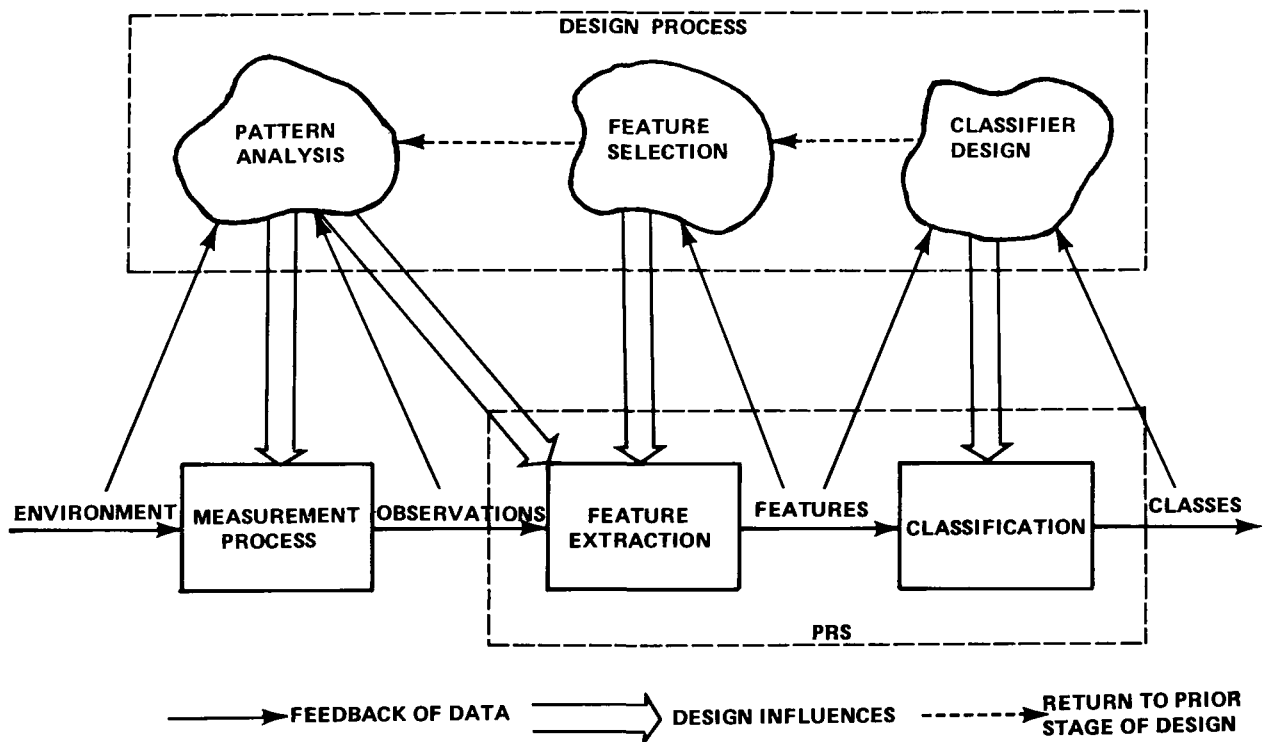 DESIGN PROCESS
PATTERN
ANALYSIS
FEATURE
SELECTION
CLASSIFIER
DESIGN
ENVIRONMENT
MEASUREMENT
PROCESS
OBSERVATIONS
FEATURE
EXTRACTION
FEATURES
CLASSIFICATION
CLASSES
PRS
FEEDBACK OF DATA
DESIGN INFLUENCES
RETURN TO PRIOR
STAGE OF DESIGN